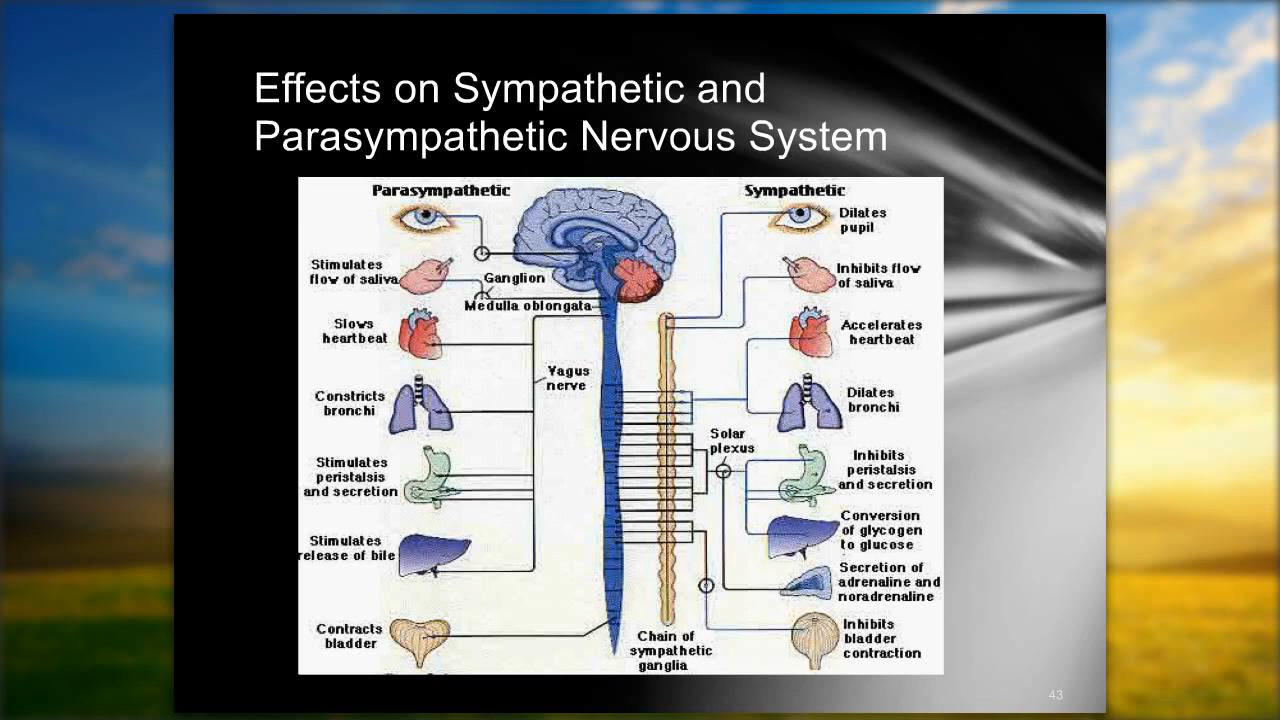 Effects on Sympathetic and
Parasympathetic Nervous System
Parasympathetic
Stimulates
flow of saliva
Slows
heartbeat
Constricts
bronchi
Stimulates
peristalsis
and secretion
Stimulates
release of bile
Contracts
bladder
Ganglion
Medulla oblongata
Vagus
nerve
Solar
plexus
Chain of
sympathetic
ganglia
Sympathetic
Dilates
pupil
Inhibits flow
of saliva
Accelerates
heartbeat
Dilates
bronchi
Inhibits
peristalsis
and secretion
Conversion
of glycogen
to glucose
Secretion of
adrenaline and
noradrenaline
Inhibits
bladder
contraction
43